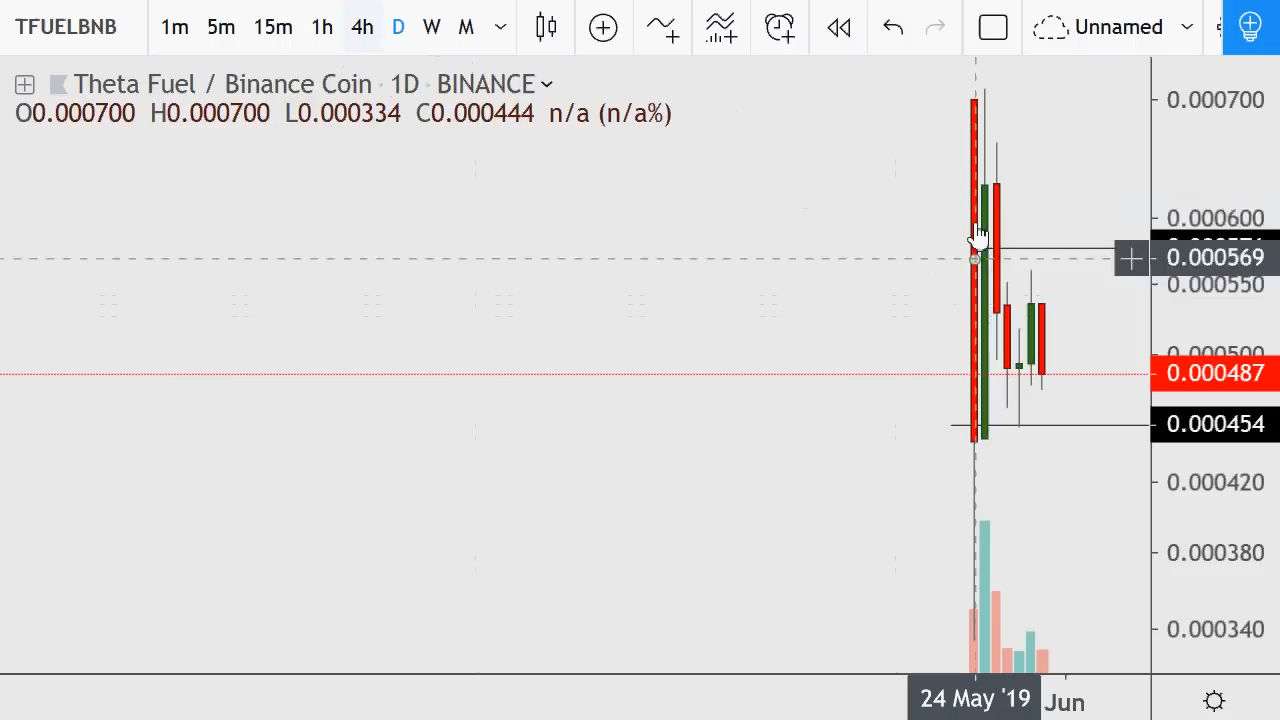 TFUELBNB 1m 5m 15m 1h 4h D W M Unnamed
Theta Fuel / Binance Coin · 1D · BINANCE
O0.000700 H0.000700 L0.000334 C0.000444 n/a (n/a%)
0.000700
0.000600
0.000569
0.000550
0.000500
0.000487
0.000454
0.000420
0.000380
0.000340
24 May '19 Jun